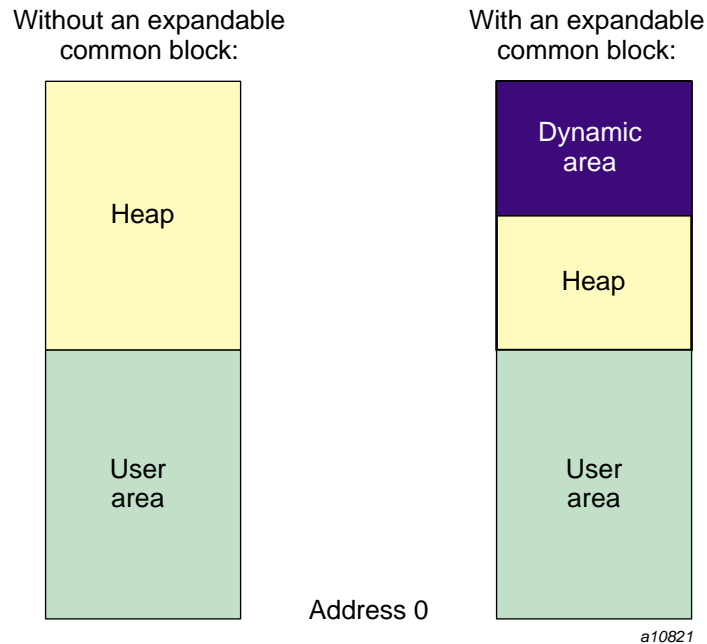 Without an expandable
common block:
Heap
User
area
With an expandable
common block:
Dynamic
area
Heap
User
area
Address 0
a10821